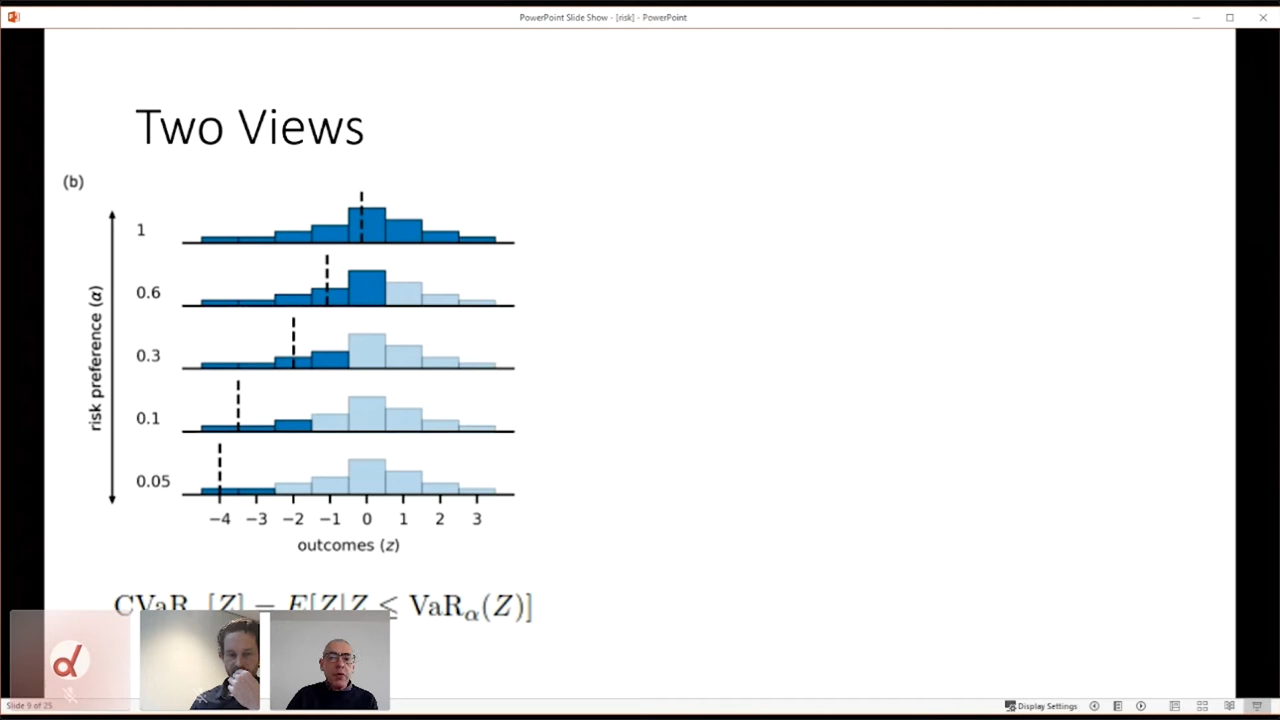 PowerPoint Slide Show - [risk] - PowerPoint
Two Views
(b)
risk preference (α)
1
0.6
0.3
0.1
0.05
−4 −3 −2 −1 0 1 2 3
outcomes (z)
CVaR [Z] = E[Z|Z ≤ VaRα(Z)]
Slide 9 of 25
Display Settings